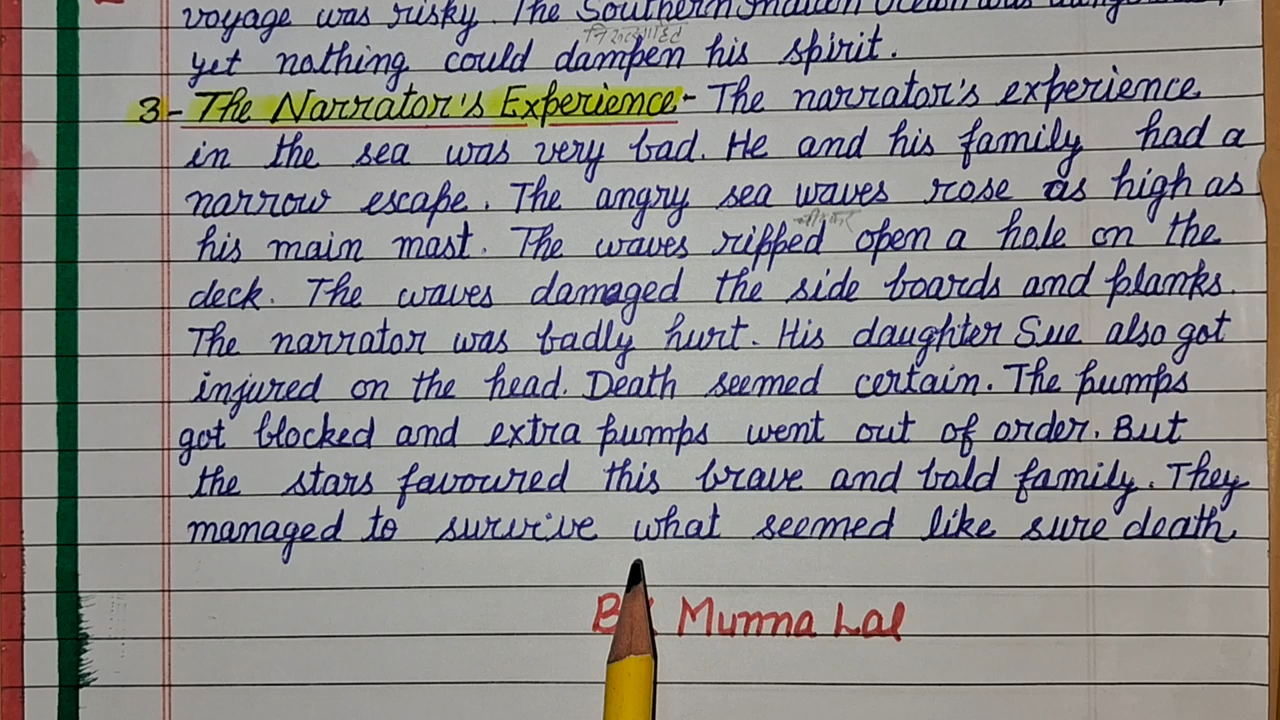 voyage was risky. The Southern Indian Ocean was
yet nothing could dampen his spirit.
3- The Narrator's Experience- The narrator's experience
in the sea was very bad. He and his family had a
narrow escape. The angry sea waves rose as high as
his main mast. The waves ripped open a hole on the
deck. The waves damaged the side boards and planks.
The narrator was badly hurt. His daughter Sue also got
injured on the head. Death seemed certain. The pumps
got blocked and extra pumps went out of order. But
the stars favoured this brave and bold family. They
managed to survive what seemed like sure death
Munna Lal